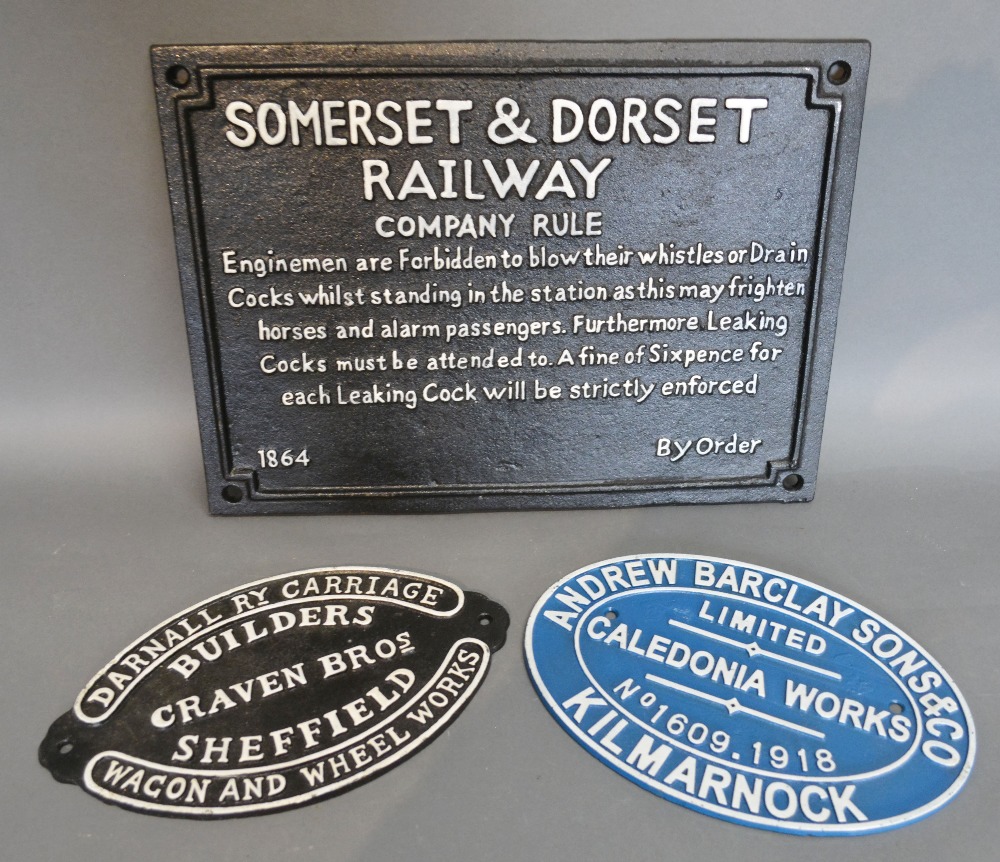 SOMERSET & DORSET
RAILWAY
COMPANY RULE
Enginemen are Forbidden to blow their whistles or Drain
Cocks whilst standing in the station as this may frighten
horses and alarm passengers. Furthermore Leaking
Cocks must be attended to. A fine of Sixpence for
each Leaking Cock will be strictly enforced
1864 By Order
DARNALL RY CARRIAGE
BUILDERS
CRAVEN BROS
SHEFFIELD
WAGON AND WHEEL WORKS
ANDREW BARCLAY SONS & CO
LIMITED
CALEDONIA WORKS
No 1609. 1918
KILMARNOCK